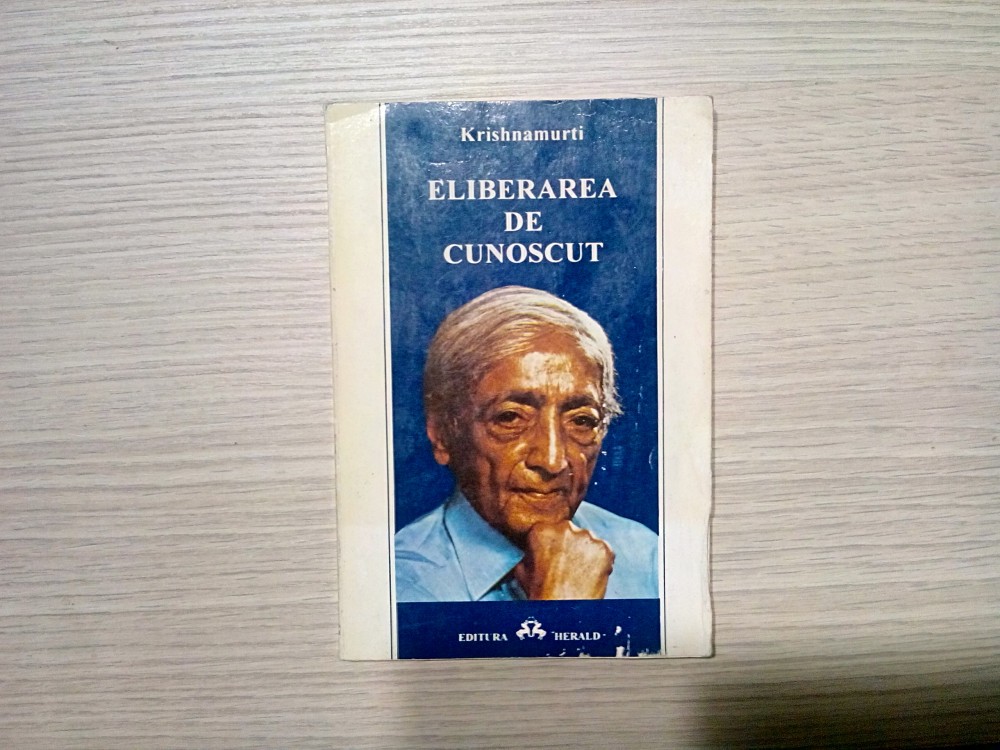 Krishnamurti
ELIBERAREA
DE
CUNOSCUT
EDITURA HERALD